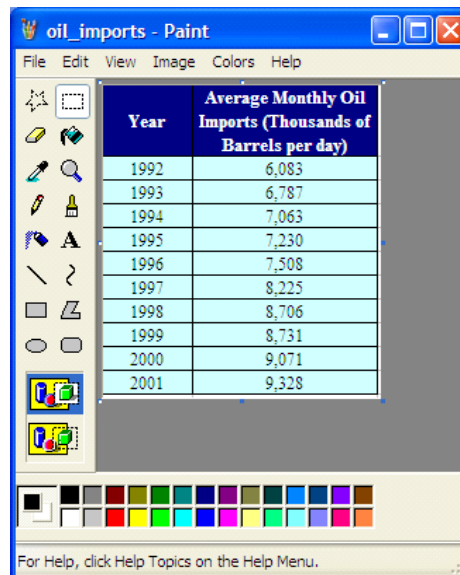 oil_imports - Paint
File Edit View Image Colors Help
Year
Average Monthly Oil
Imports (Thousands of
Barrels per day)
1992 6,083
1993 6,787
1994 7,063
1995 7,230
1996 7,508
1997 8,225
1998 8,706
1999 8,731
2000 9,071
2001 9,328
A
For Help, click Help Topics on the Help Menu.